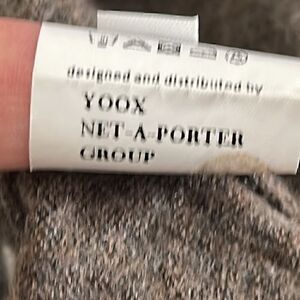 designed and distributed by
YOOX
NET-A-PORTER
GROUP